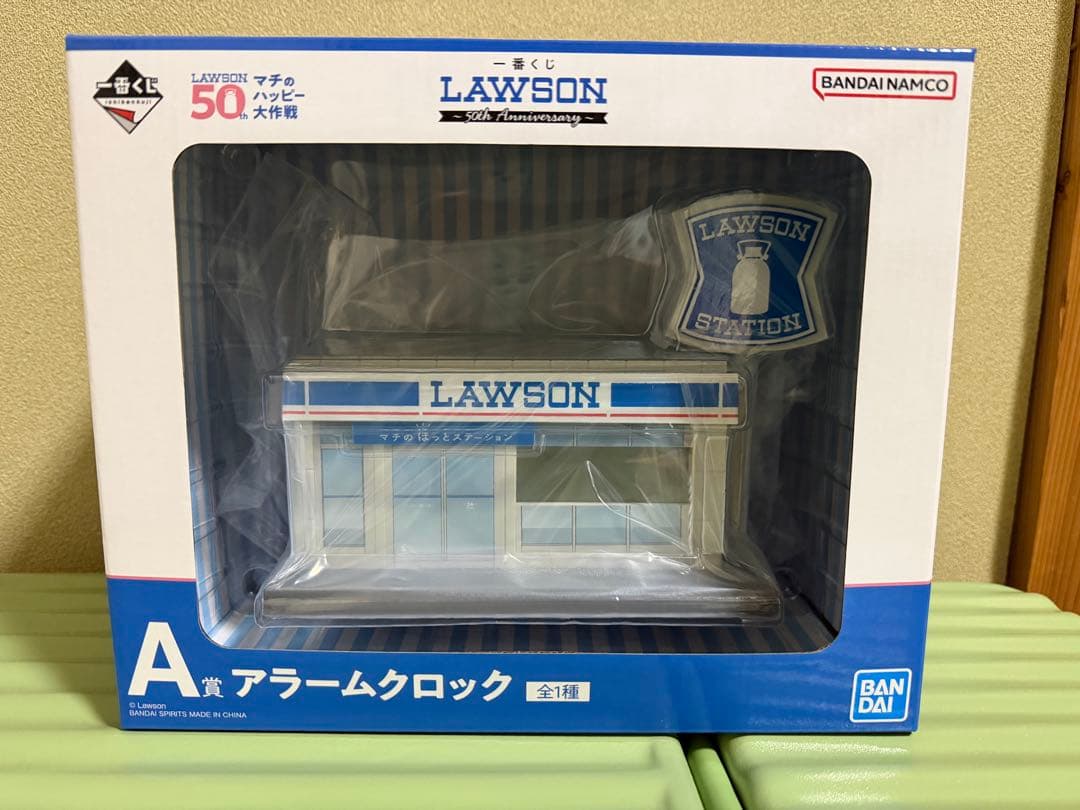 一番くじ
ichibankuji
LAWSON
50th
マチの
ハッピー
大作戦
一番くじ
LAWSON
~50th Anniversary~
BANDAI NAMCO
LAWSON
STATION
LAWSON
マチのほっとステーション
A賞 アラームクロック 全1種
© Lawson
BANDAI SPIRITS MADE IN CHINA
BAN
DAI